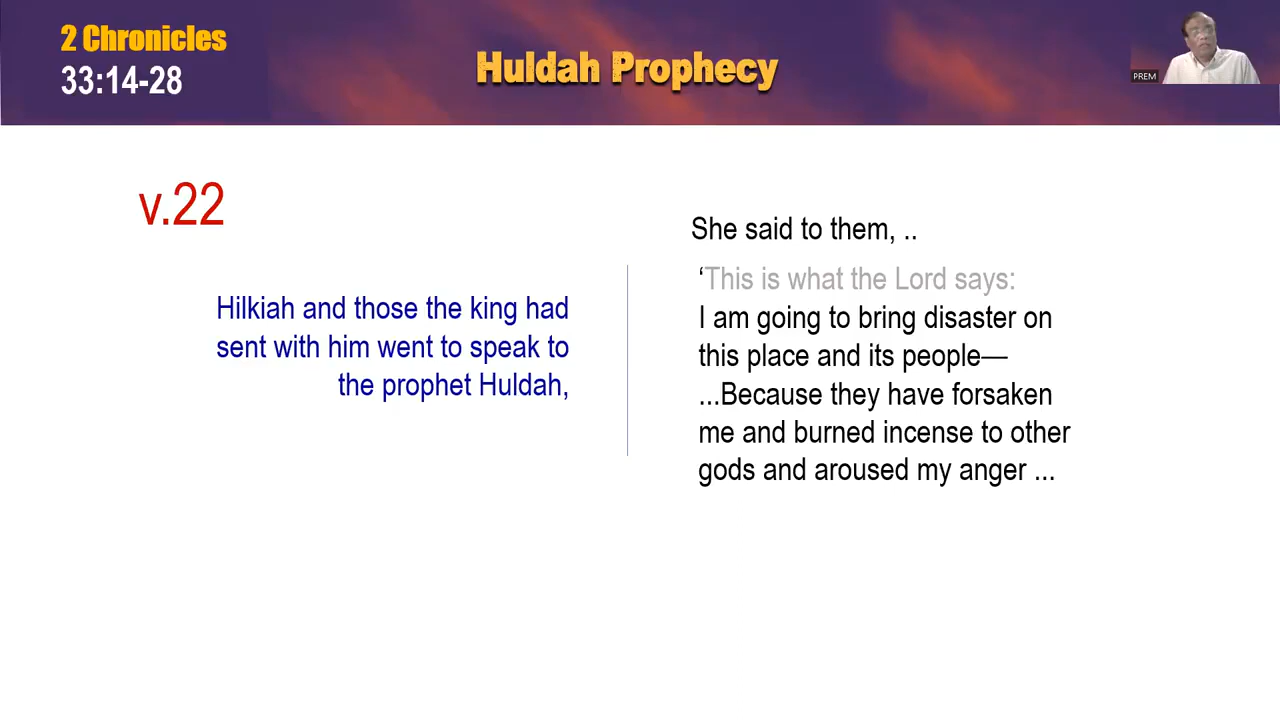 2 Chronicles
33:14-28
Huldah Prophecy
PREM
v.22
Hilkiah and those the king had
sent with him went to speak to
the prophet Huldah,
She said to them, ..
‘This is what the Lord says:
I am going to bring disaster on
this place and its people—
...Because they have forsaken
me and burned incense to other
gods and aroused my anger ...